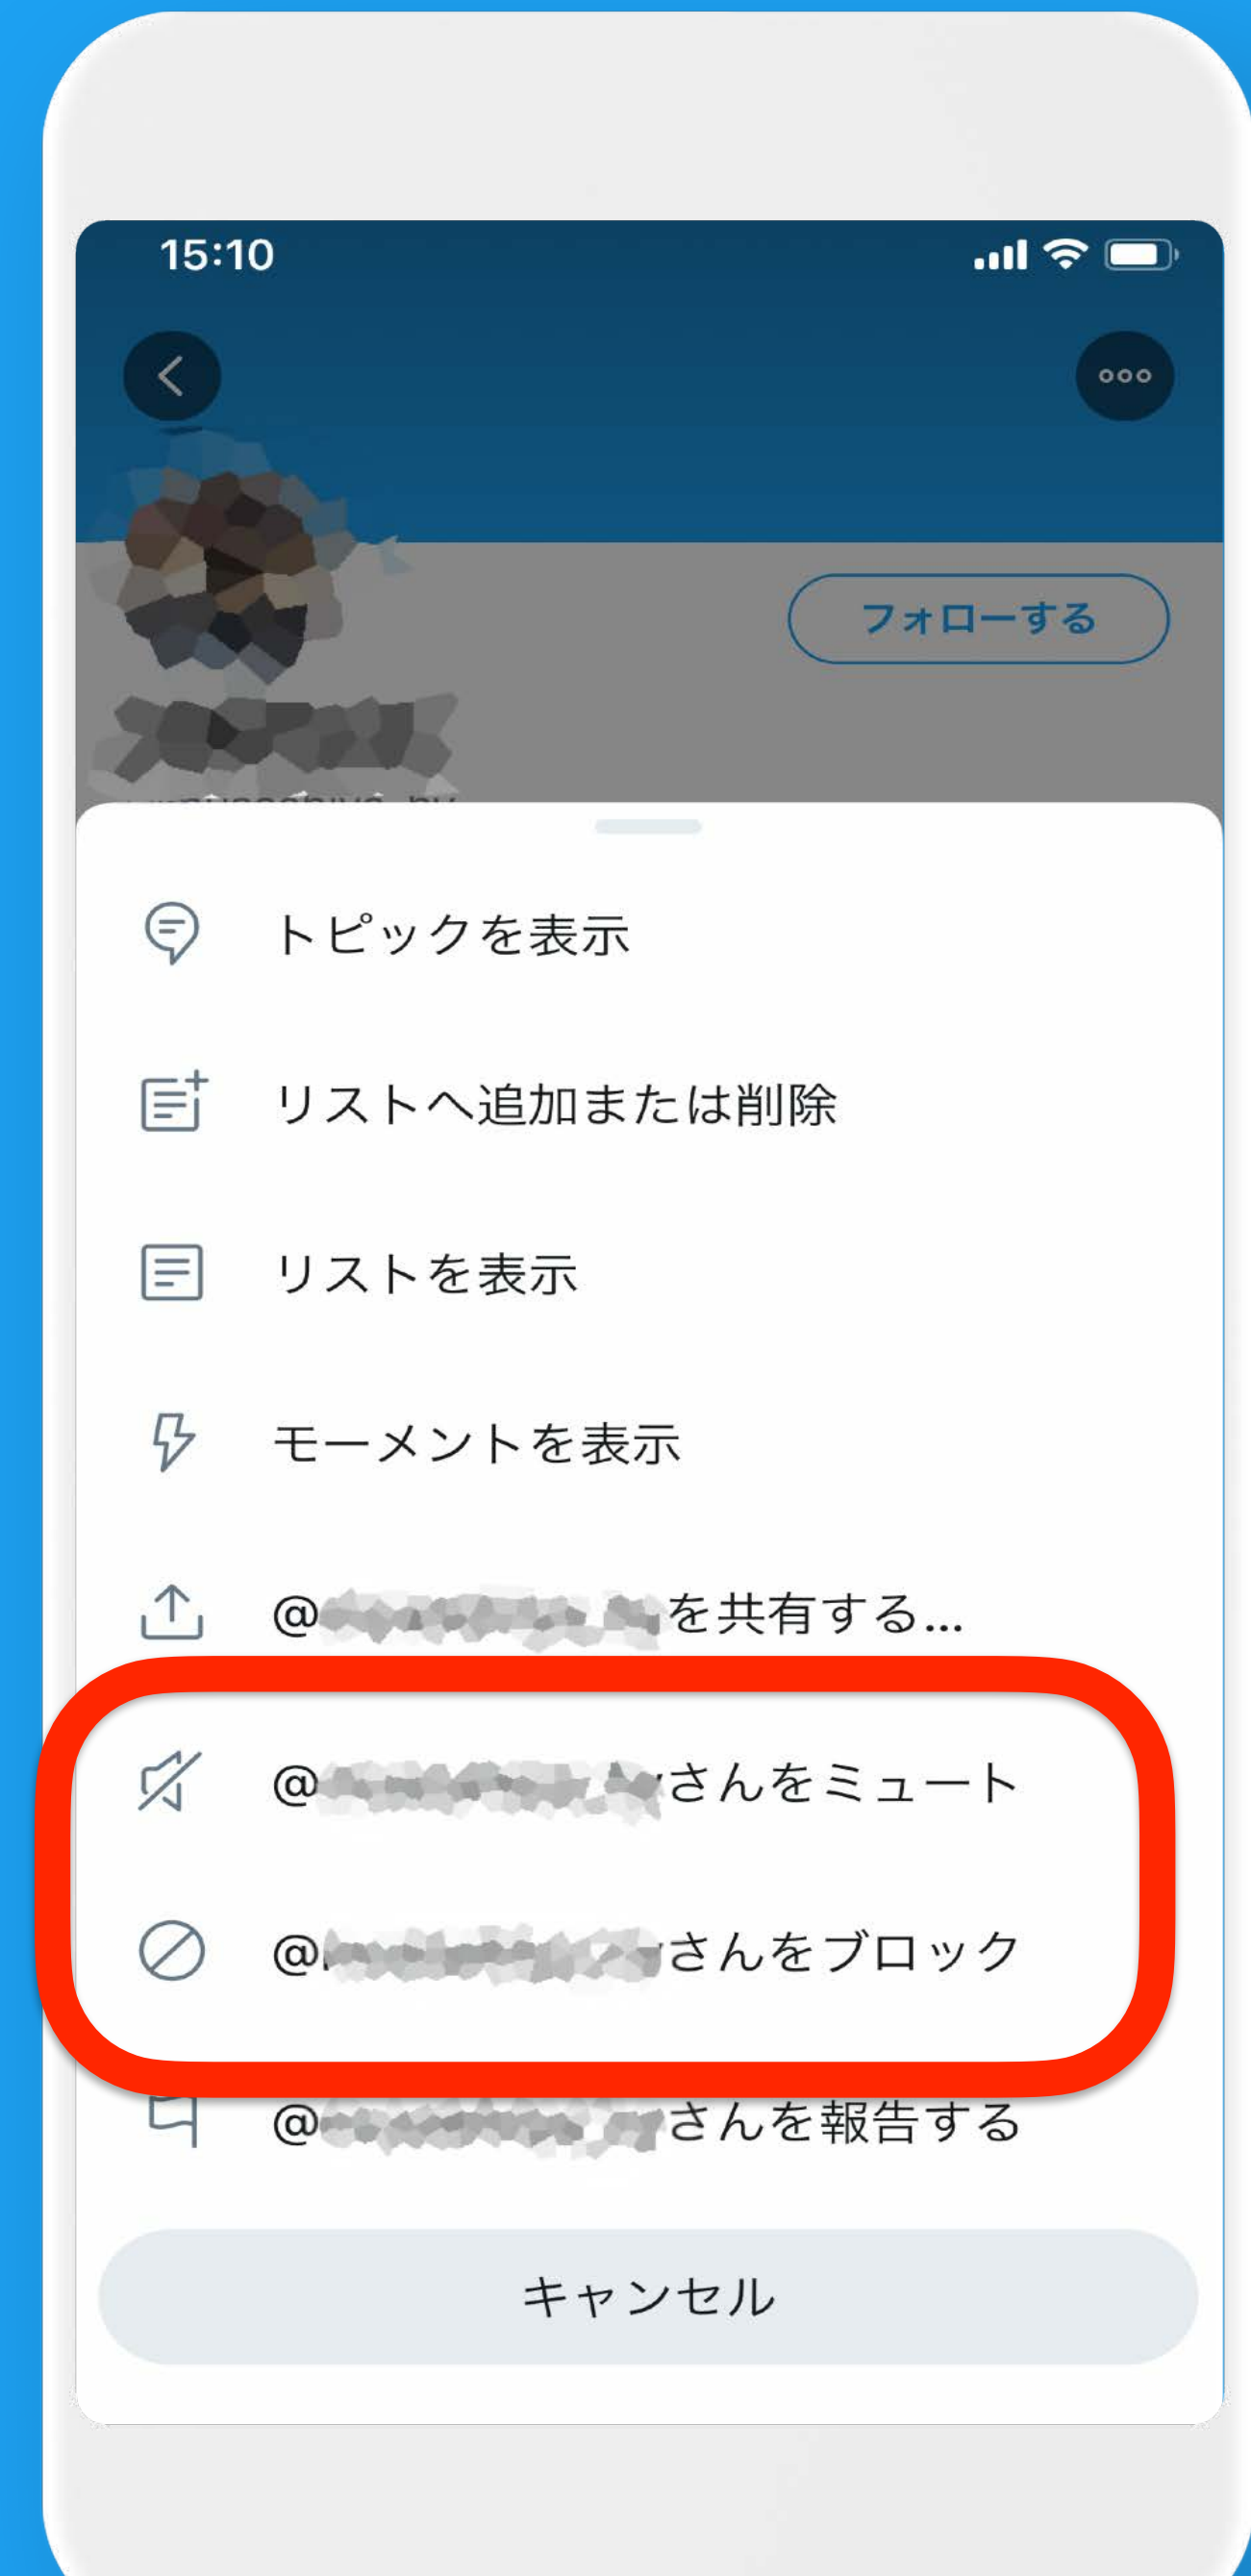 15:10
フォローする
トピックを表示
リストへ追加または削除
リストを表示
モーメントを表示
@ を共有する...
@ さんをミュート
@ さんをブロック
@ さんを報告する
キャンセル